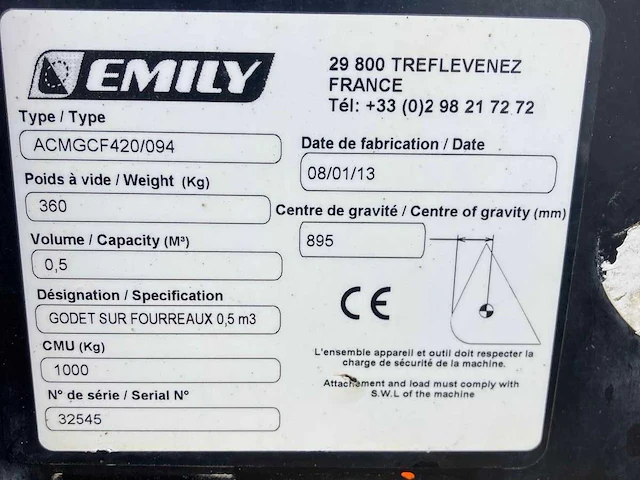 EMILY
29 800 TREFLEVENEZ
FRANCE
Tél: +33 (0)2 98 21 72 72
Type / Type
ACMGCF420/094
Date de fabrication / Date
08/01/13
Poids à vide / Weight (Kg)
360
Centre de gravité / Centre of gravity (mm)
895
Volume / Capacity (M³)
0,5
Désignation / Specification
GODET SUR FOURREAUX 0,5 m3
CE
CMU (Kg)
1000
L'ensemble appareil et outil doit respecter la
charge de sécurité de la machine.
Attachement and load must comply with
S.W.L of the machine
N° de série / Serial N°
32545